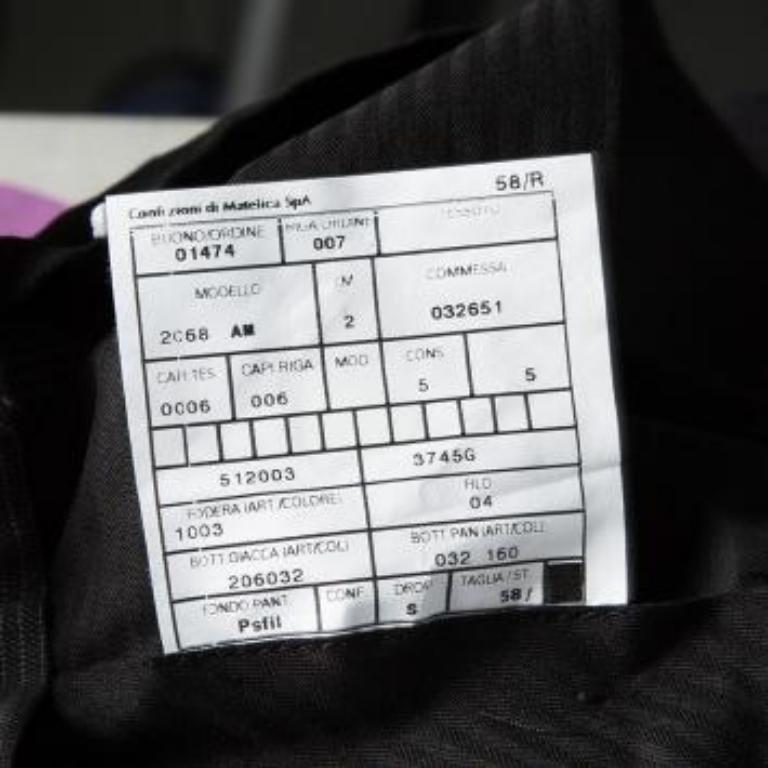 58/R
Confezioni di Matelica SpA
BUONO/ORDINE RIGA ORDINE TESSUTO
01474 007
MODELLO LM COMMESSA
2C68 AM 2 032651
CAPI TES. CAPI RIGA MOD CONS
0006 006 5 5
512003 3745G
FODERA (ART./COLORE) FILO
1003 04
BOTT.GIACCA (ART/COL) BOTT PAN (ART/COL)
206032 032 160
FONDO PANT. CONF. DROP TAGLIA/ST.
Psfil S 58/